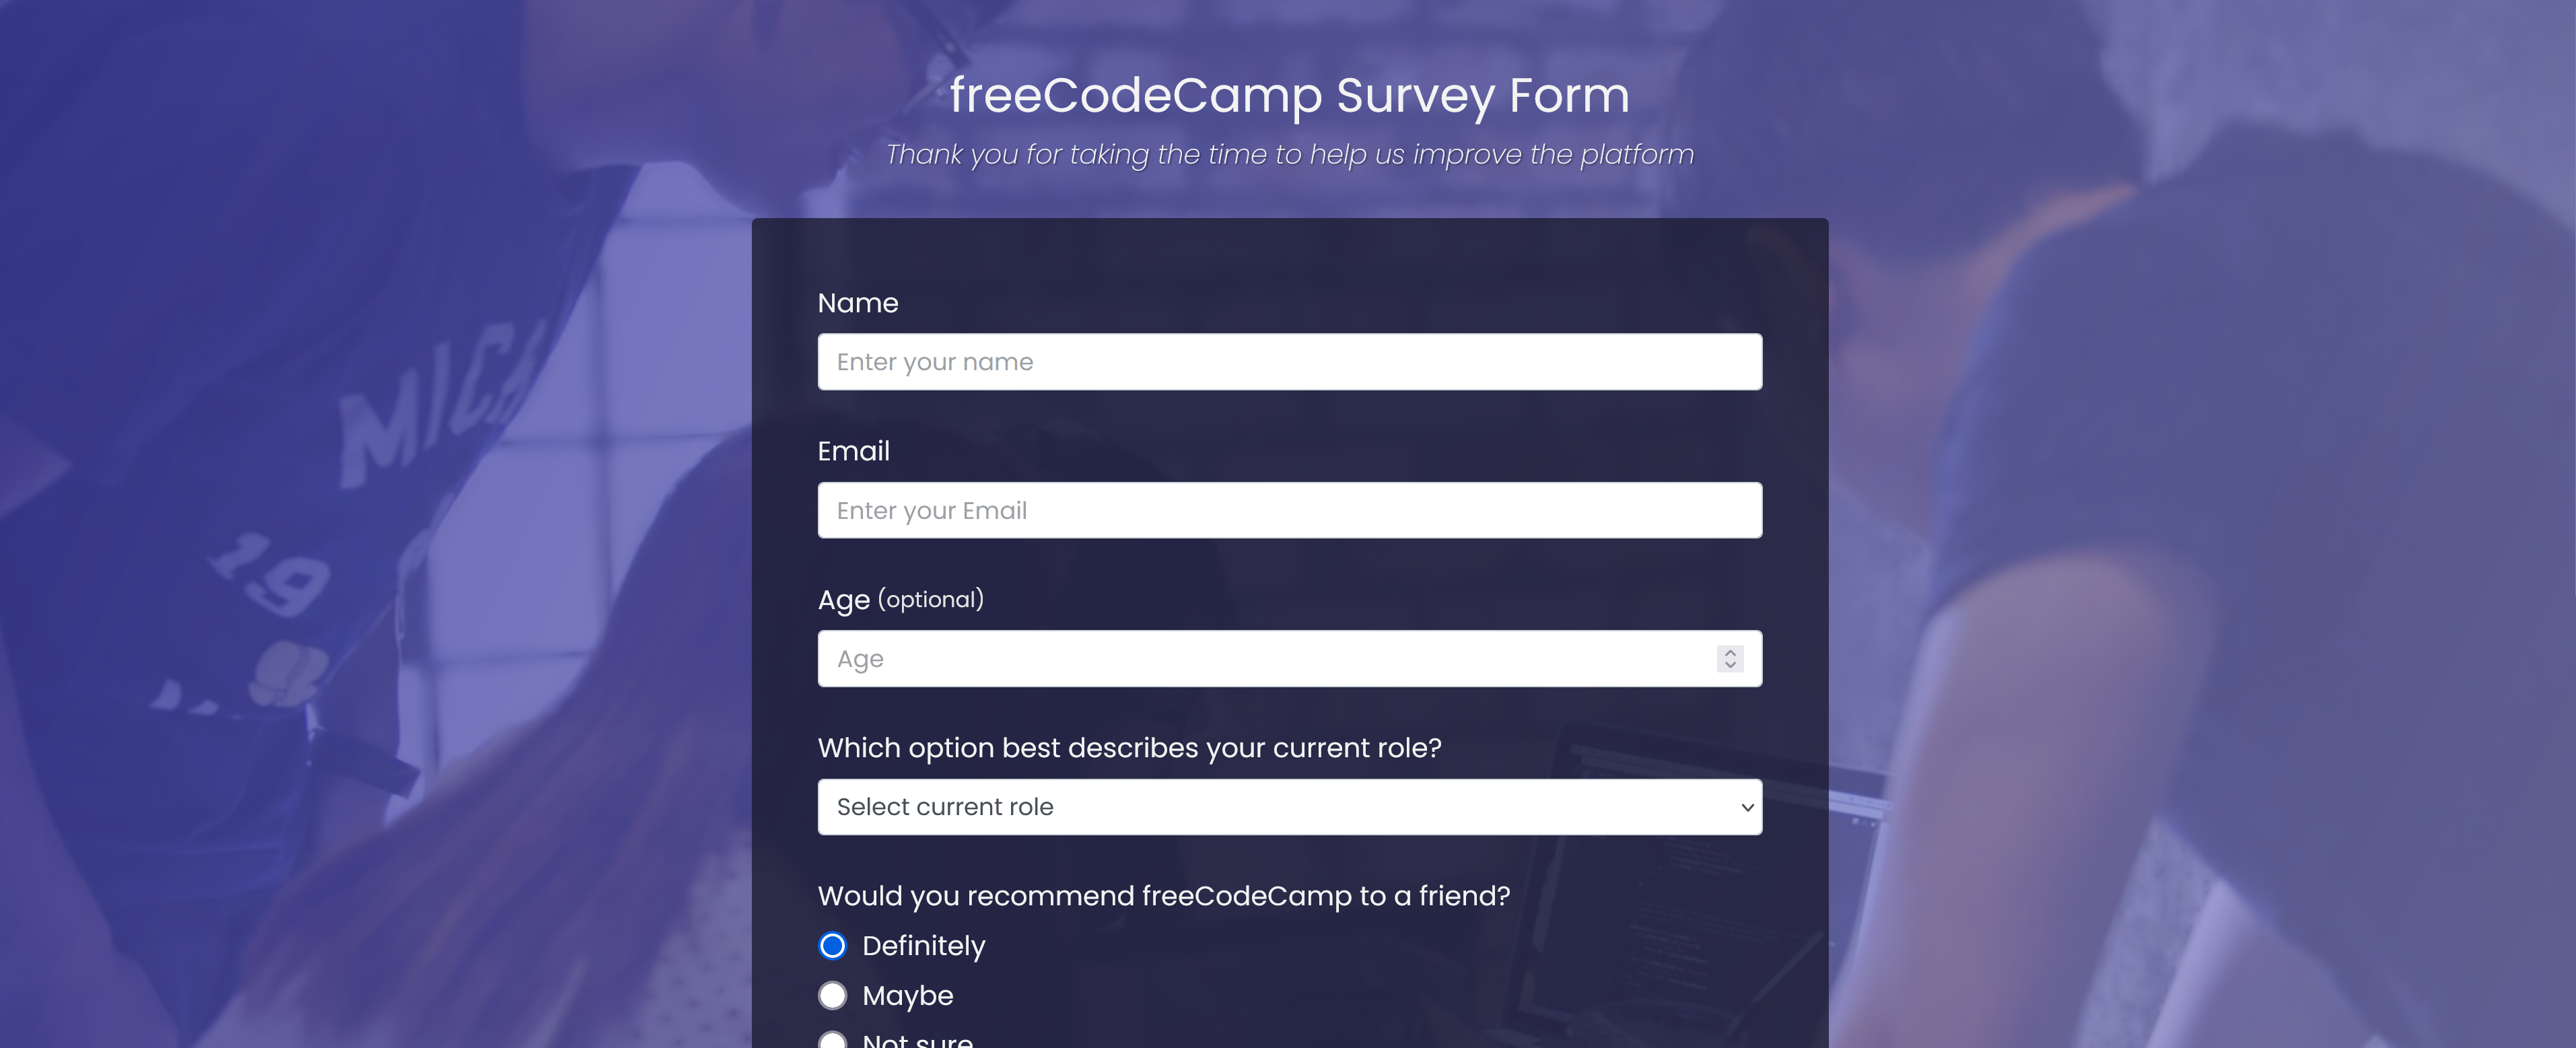 freeCodeCamp Survey Form
Thank you for taking the time to help us improve the platform
MICH
19
Name
Enter your name
Email
Enter your Email
Age (optional)
Age
Which option best describes your current role?
Select current role
Would you recommend freeCodeCamp to a friend?
Definitely
Maybe
Not sure